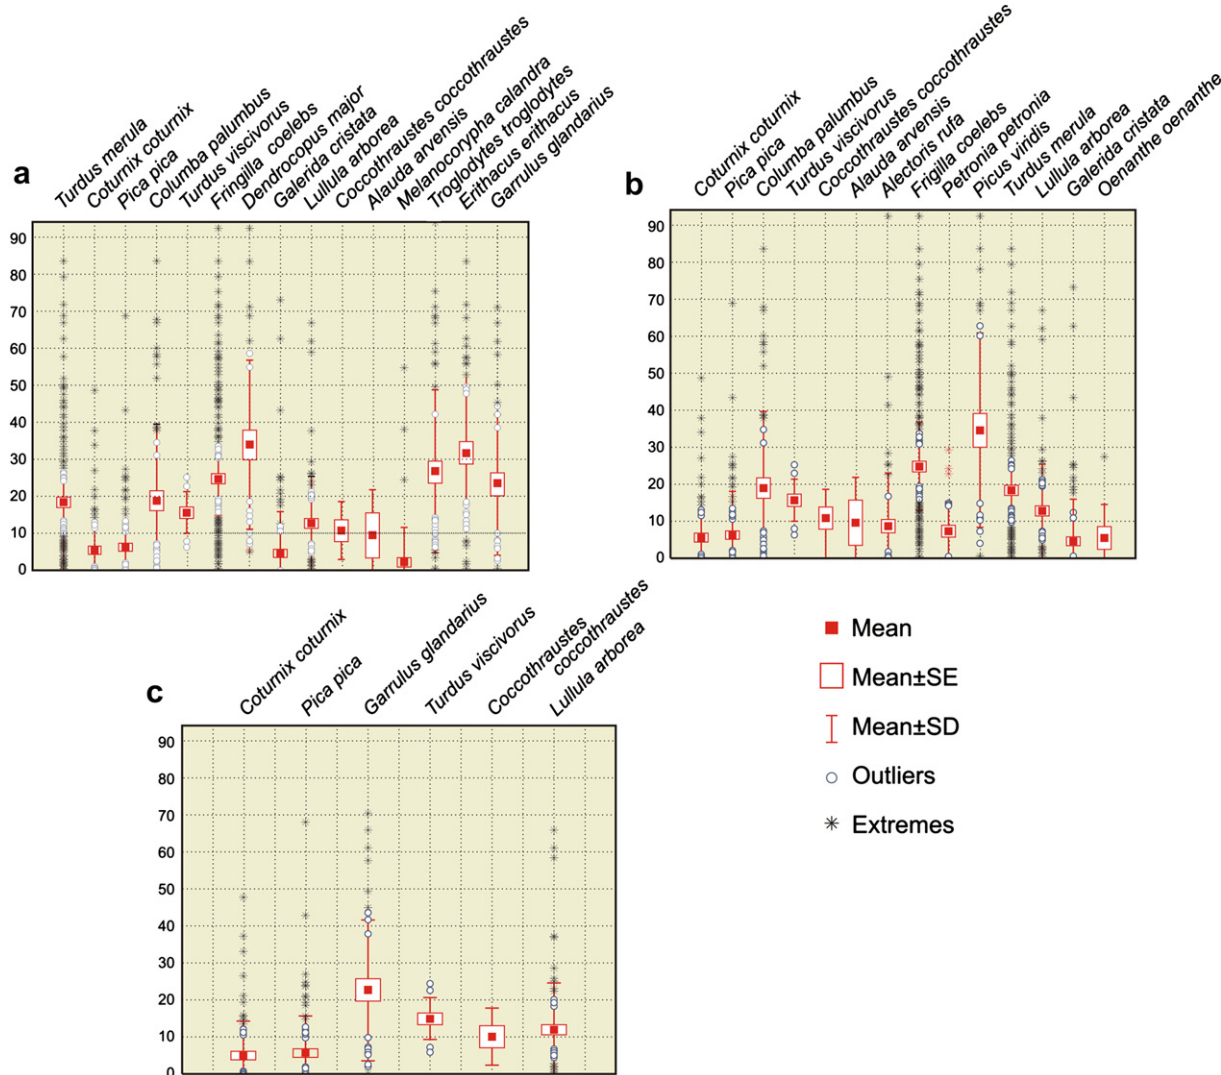 a
Turdus merula
Coturnix coturnix
Pica pica
Columba palumbus
Turdus viscivorus
Fringilla coelebs
Dendrocopus major
Galerida cristata
Lullula arborea
Coccothraustes coccothraustes
Alauda arvensis
Melanocorypha calandra
Troglodytes troglodytes
Erithacus erithacus
Garrulus glandarius
90
80
70
60
50
40
30
20
10
0
b
Coturnix coturnix
Pica pica
Columba palumbus
Turdus viscivorus
Coccothraustes coccothraustes
Alauda arvensis
Alectoris rufa
Frigilla coelebs
Petronia petronia
Picus viridis
Turdus merula
Lullula arborea
Galerida cristata
Oenanthe oenanthe
90
80
70
60
50
40
30
20
10
0
c
Coturnix coturnix
Pica pica
Garrulus glandarius
Turdus viscivorus
Coccothraustes
coccothraustes
Lullula arborea
90
80
70
60
50
40
30
20
10
0
Mean
Mean±SE
Mean±SD
Outliers
Extremes